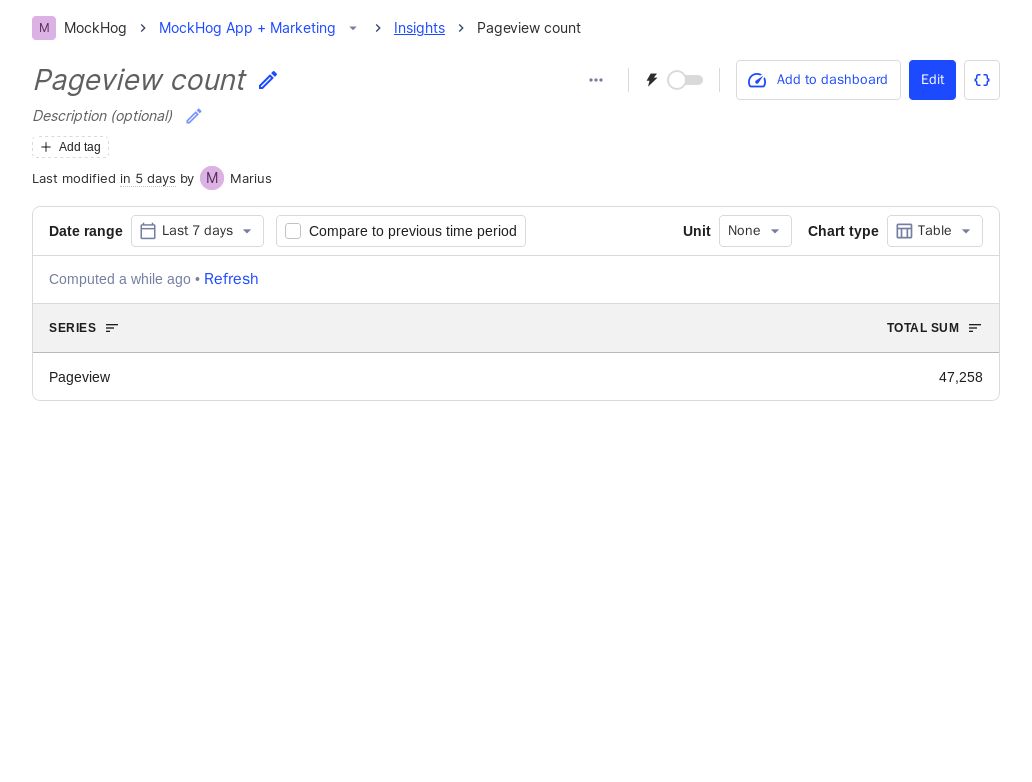 M MockHog MockHog App + Marketing Insights Pageview count
Pageview count
Add to dashboard Edit
Description (optional)
Add tag
Last modified in 5 days by M Marius
Date range Last 7 days Compare to previous time period Unit None Chart type Table
Computed a while ago • Refresh
SERIES TOTAL SUM
Pageview 47,258